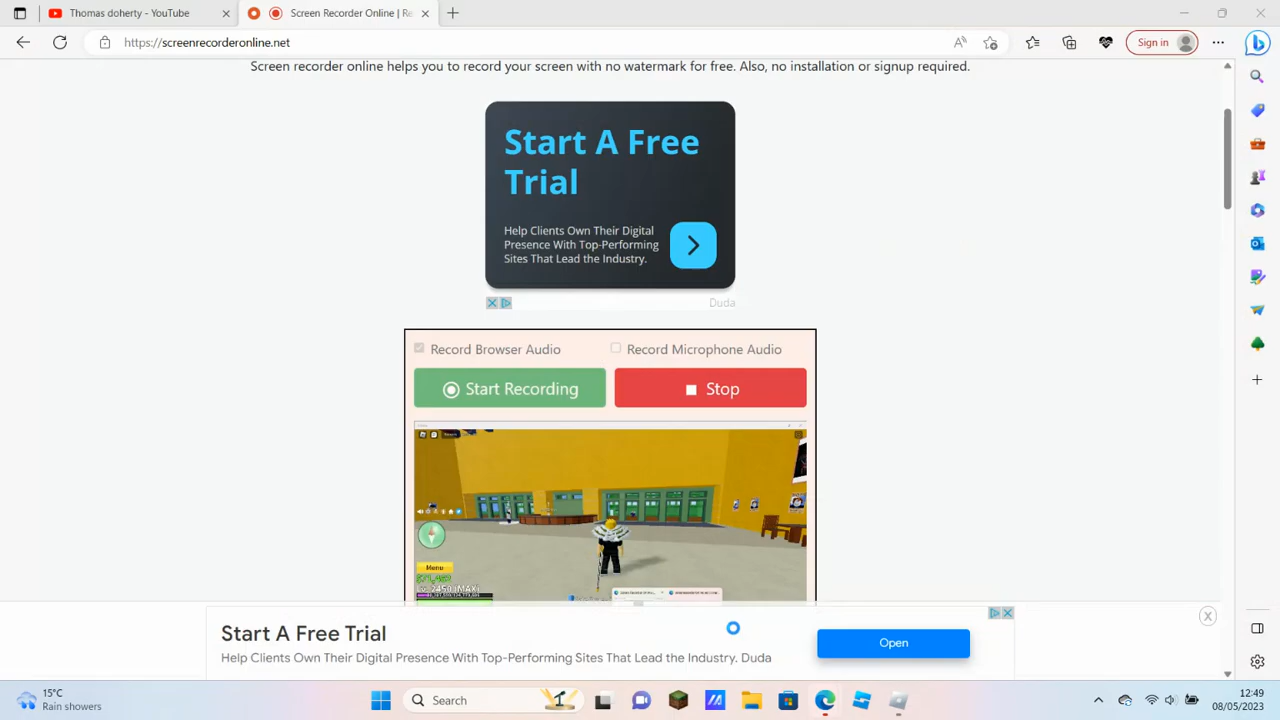 Thomas doherty - YouTube
Screen Recorder Online | Re
https://screenrecorderonline.net
Sign in
Screen recorder online helps you to record your screen with no watermark for free. Also, no installation or signup required.
Start A Free
Trial
Help Clients Own Their Digital
Presence With Top-Performing
Sites That Lead the Industry.
Duda
Record Browser Audio
Record Microphone Audio
Start Recording
Stop
Menu
Start A Free Trial
Help Clients Own Their Digital Presence With Top-Performing Sites That Lead the Industry. Duda
Open
15°C
Rain showers
Search
12:49
08/05/2023